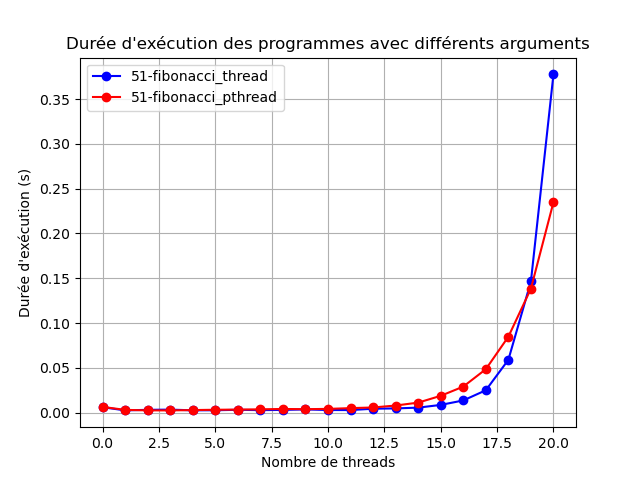 Durée d'exécution des programmes avec différents arguments
51-fibonacci_thread
51-fibonacci_pthread
0.35
0.30
0.25
0.20
0.15
0.10
0.05
0.00
Durée d'exécution (s)
0.0 2.5 5.0 7.5 10.0 12.5 15.0 17.5 20.0
Nombre de threads